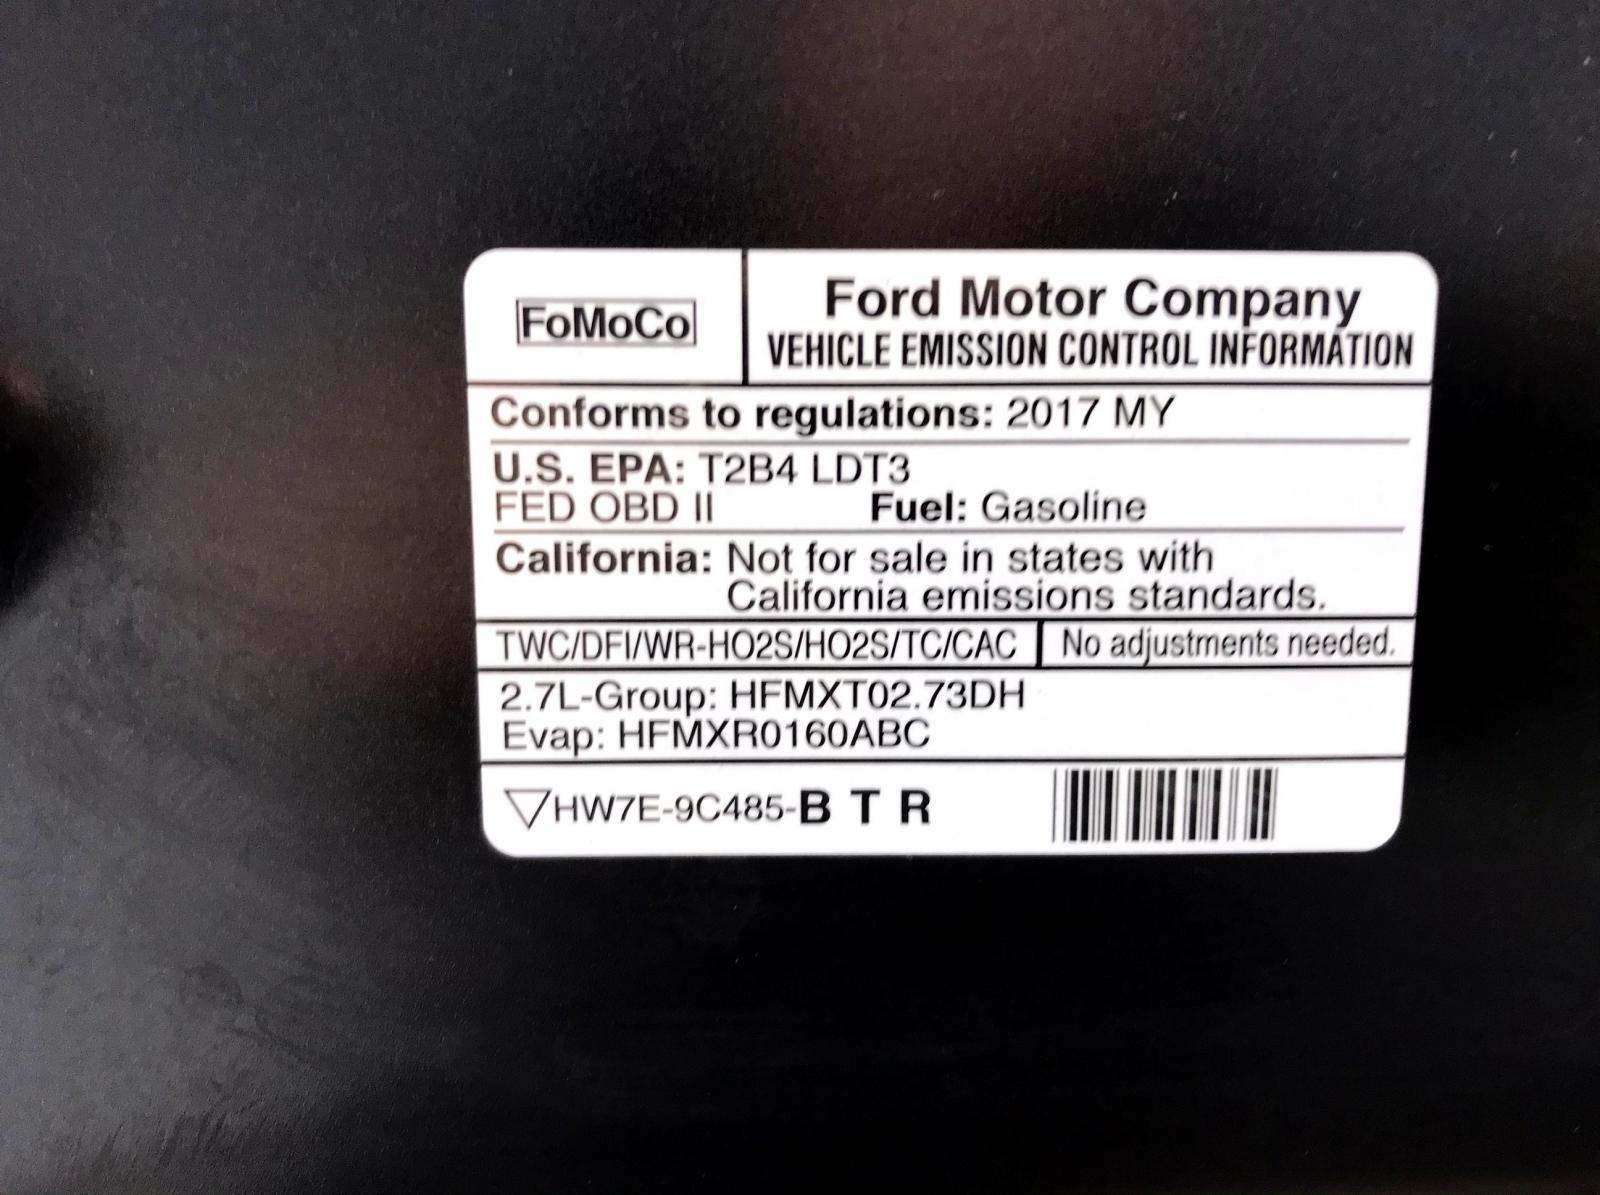 FoMoCo
Ford Motor Company
VEHICLE EMISSION CONTROL INFORMATION
Conforms to regulations: 2017 MY
U.S. EPA: T2B4 LDT3
FED OBD II Fuel: Gasoline
California: Not for sale in states with
California emissions standards.
TWC/DFI/WR-HO2S/HO2S/TC/CAC No adjustments needed.
2.7L-Group: HFMXT02.73DH
Evap: HFMXR0160ABC
▽HW7E-9C485-B T R